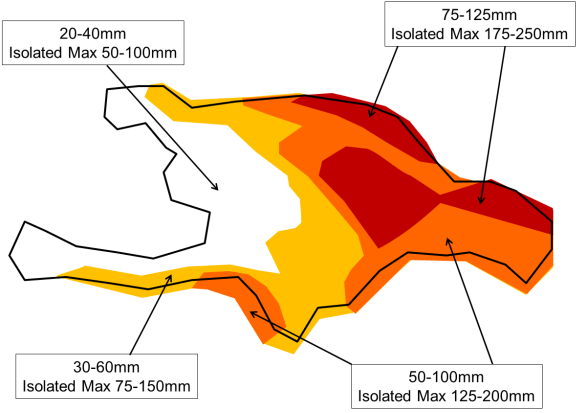 75-125mm
Isolated Max 175-250mm
20-40mm
Isolated Max 50-100mm
30-60mm
Isolated Max 75-150mm
50-100mm
Isolated Max 125-200mm